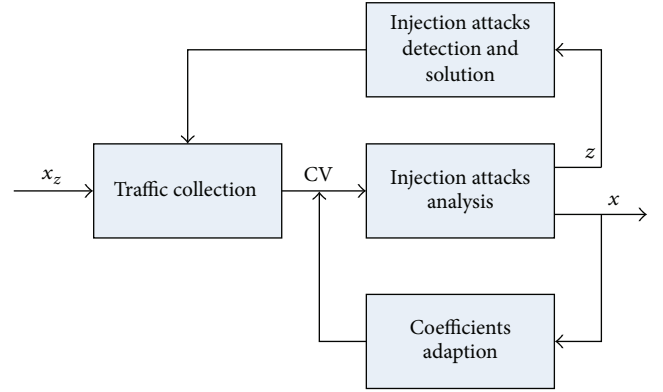 Injection attacks
detection and
solution
x_z
Traffic collection
CV
Injection attacks
analysis
z
x
Coefficients
adaption